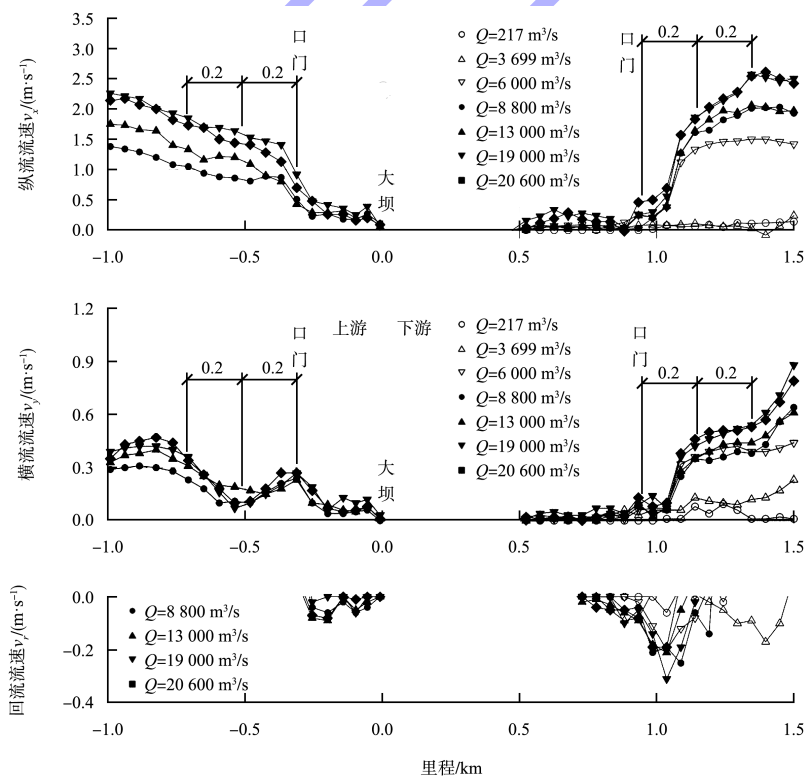 纵流流速vx/(m·s⁻¹)
3.5
3.0
2.5
2.0
1.5
1.0
0.5
0.0
0.2 0.2
口门
大坝
Q=217 m³/s
Q=3 699 m³/s
Q=6 000 m³/s
Q=8 800 m³/s
Q=13 000 m³/s
Q=19 000 m³/s
Q=20 600 m³/s
口门
0.2 0.2
−1.0 −0.5 0.0 0.5 1.0 1.5
横流流速vy/(m·s⁻¹)
1.2
0.9
0.6
0.3
0.0
0.2 0.2
口门
上游 下游
大坝
Q=217 m³/s
Q=3 699 m³/s
Q=6 000 m³/s
Q=8 800 m³/s
Q=13 000 m³/s
Q=19 000 m³/s
Q=20 600 m³/s
口门
0.2 0.2
−1.0 −0.5 0.0 0.5 1.0 1.5
回流流速vr/(m·s⁻¹)
0.0
−0.2
−0.4
Q=8 800 m³/s
Q=13 000 m³/s
Q=19 000 m³/s
Q=20 600 m³/s
−1.0 −0.5 0.0 0.5 1.0 1.5
里程/km